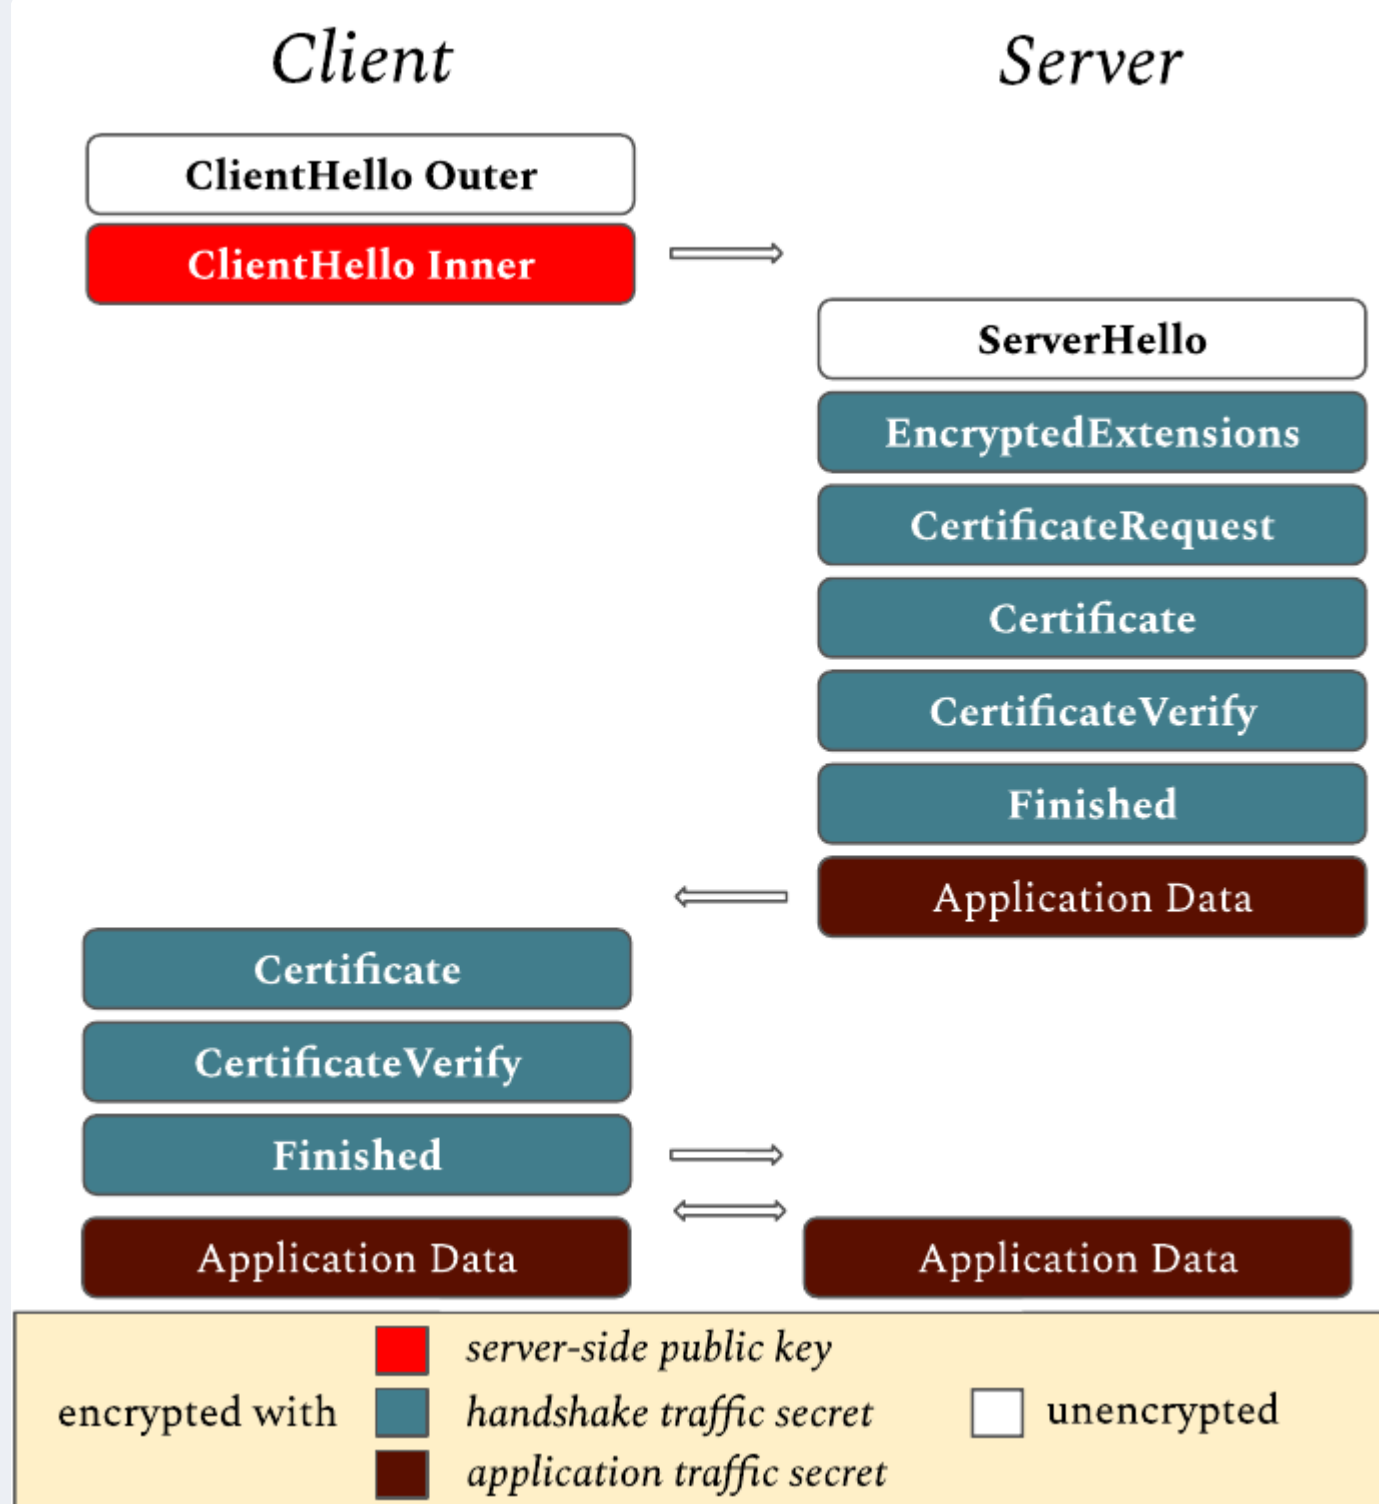 Client
Server
ClientHello Outer
ClientHello Inner
ServerHello
EncryptedExtensions
CertificateRequest
Certificate
CertificateVerify
Finished
Application Data
Certificate
CertificateVerify
Finished
Application Data
Application Data
encrypted with
server-side public key
handshake traffic secret
application traffic secret
unencrypted